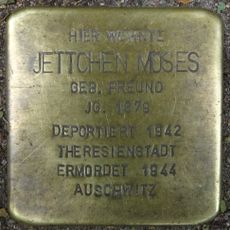 HIER WOHNTE
JETTCHEN MOSES
GEB. FREUND
JG. 1879
DEPORTIERT 1942
THERESIENSTADT
ERMORDET 1944
AUSCHWITZ